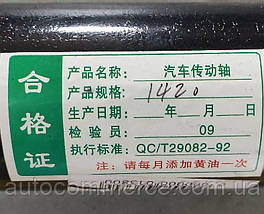 合格证
产品名称: 汽车传动轴
产品规格: 1420
生产日期: 年 月 日
检验员: 09
执行标准: QC/T29082-92
注: 请每月添加黄油一次